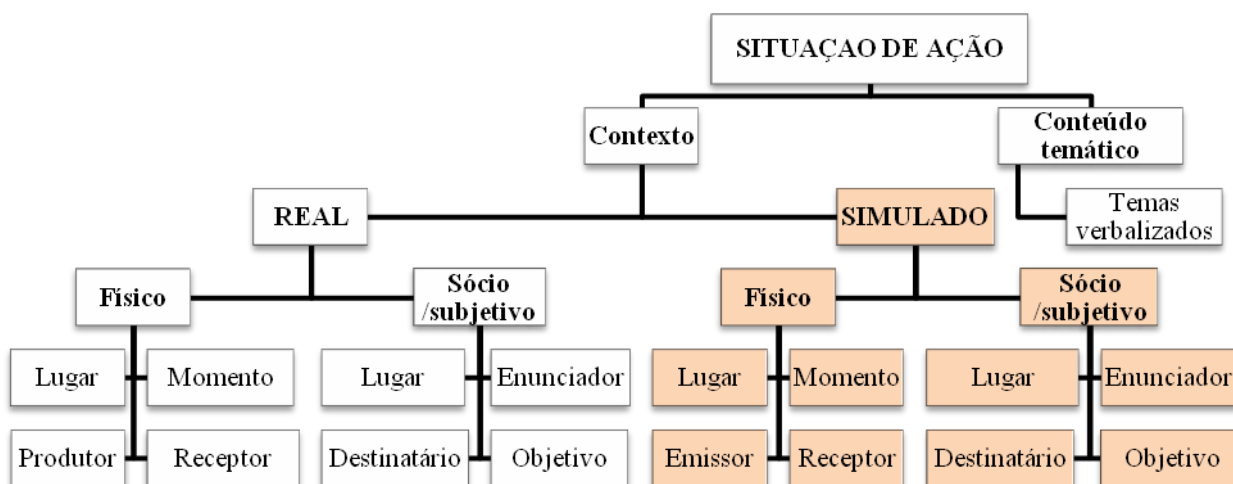 SITUAÇAO DE AÇÃO
Contexto
Conteúdo
temático
REAL
SIMULADO
Temas
verbalizados
Físico
Sócio
/subjetivo
Físico
Sócio
/subjetivo
Lugar
Momento
Lugar
Enunciador
Lugar
Momento
Lugar
Enunciador
Produtor
Receptor
Destinatário
Objetivo
Emissor
Receptor
Destinatário
Objetivo